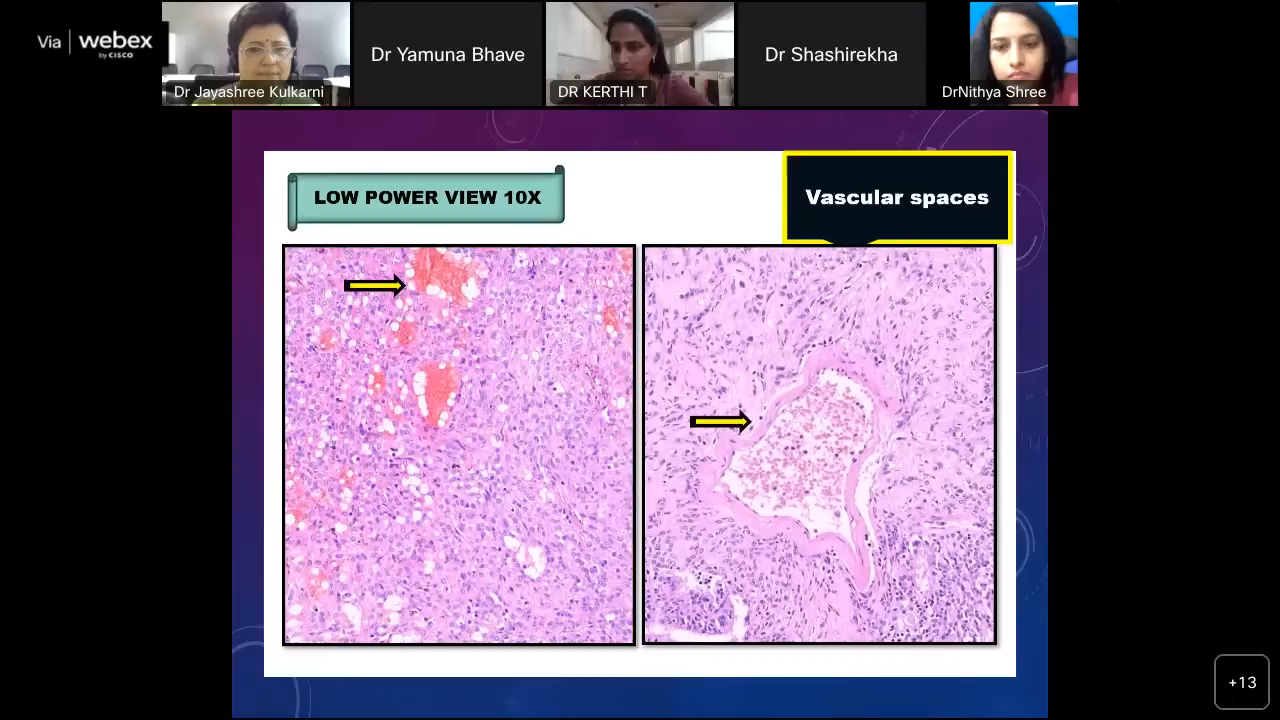 Via | webex
by CISCO
Dr Jayashree Kulkarni
Dr Yamuna Bhave
DR KERTHI T
Dr Shashirekha
DrNithya Shree
LOW POWER VIEW 10X
Vascular spaces
+13